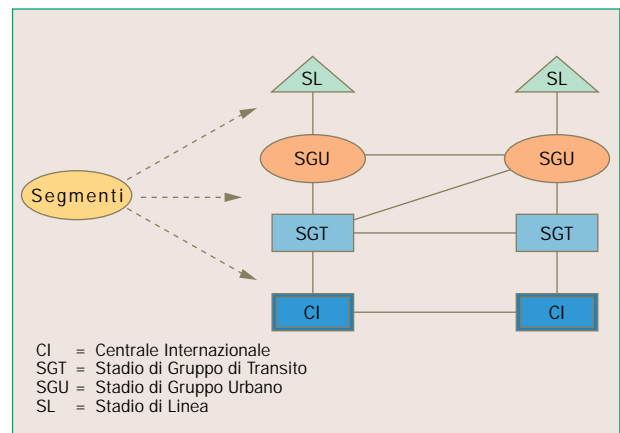 SL SL
SGU SGU
Segmenti
SGT SGT
CI CI
CI = Centrale Internazionale
SGT = Stadio di Gruppo di Transito
SGU = Stadio di Gruppo Urbano
SL = Stadio di Linea